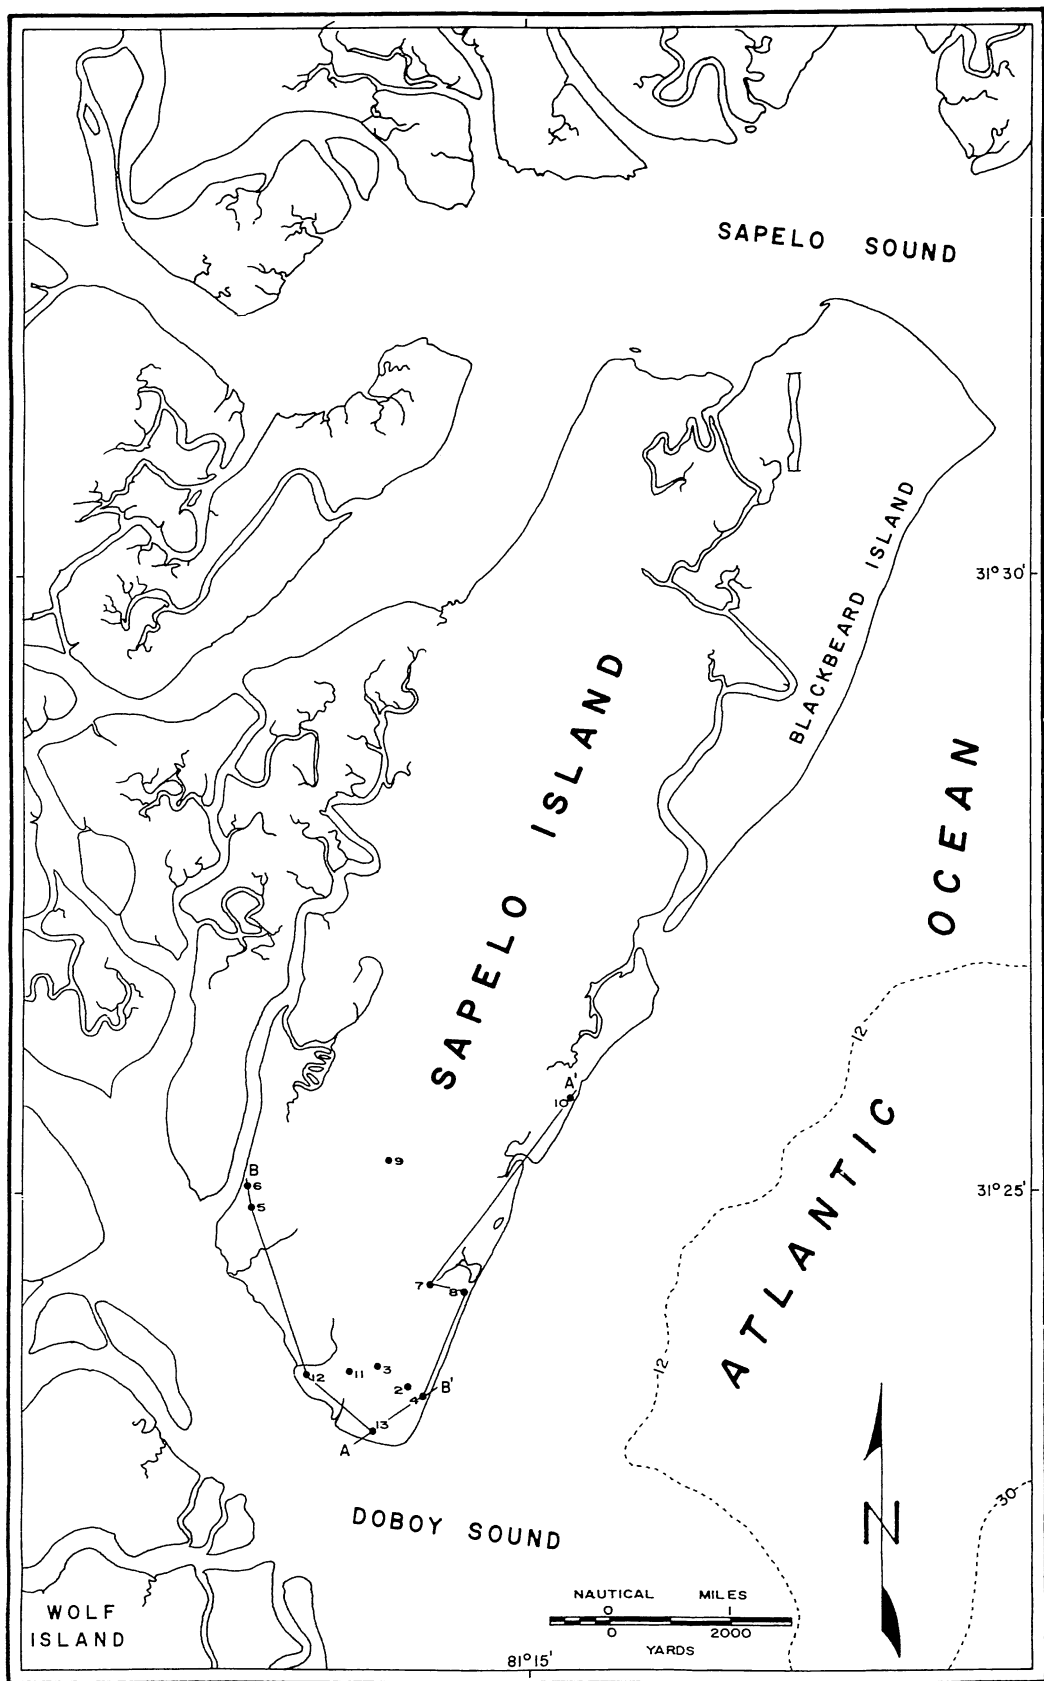 SAPELO SOUND
31° 30'
BLACKBEARD ISLAND
SAPELO ISLAND
ATLANTIC OCEAN
12
A'
10
9
B
6
5
31° 25'
7
8
12
3
11
12
2
B'
4
13
A
30
DOBOY SOUND
N
NAUTICAL MILES
0 1
0 2000
YARDS
WOLF
ISLAND
81° 15'